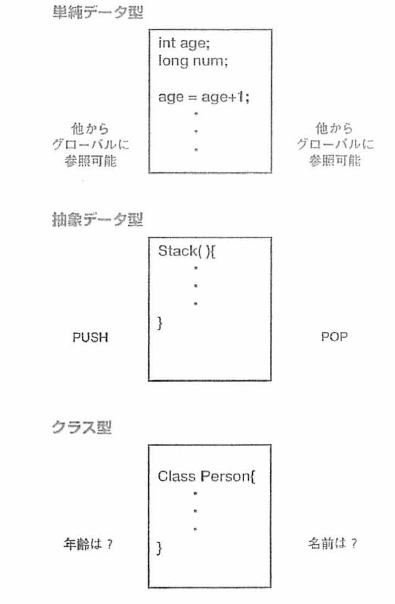 単純データ型
int age;
long num;
age = age+1;
他から
グローバルに
参照可能
他から
グローバルに
参照可能
抽象データ型
Stack( ){
}
PUSH
POP
クラス型
Class Person{
}
年齢は？
名前は？